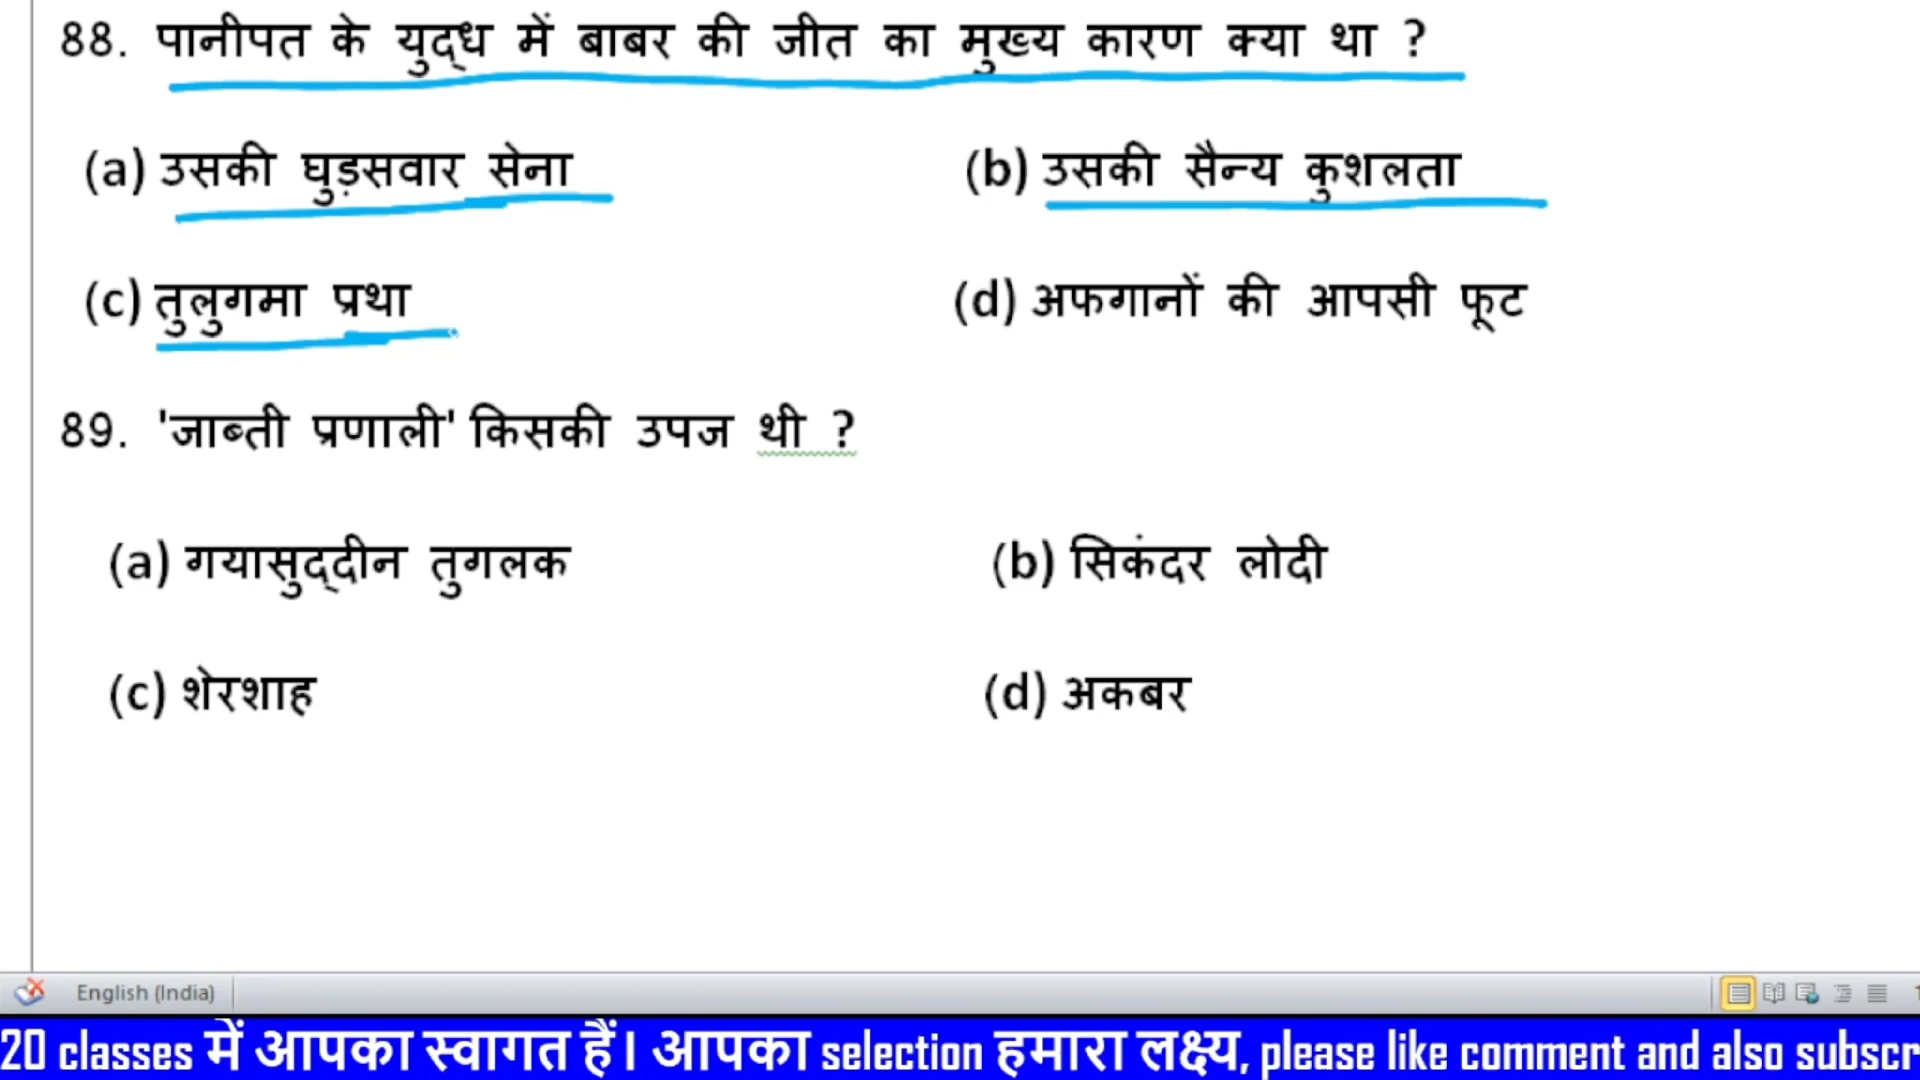 88. पानीपत के युद्ध में बाबर की जीत का मुख्य कारण क्या था ?
(a) उसकी घुड़सवार सेना (b) उसकी सैन्य कुशलता
(c) तुलुगमा प्रथा (d) अफगानों की आपसी फूट
89. 'जाब्ती प्रणाली' किसकी उपज थी ?
(a) गयासुद्दीन तुगलक (b) सिकंदर लोदी
(c) शेरशाह (d) अकबर
English (India)
20 classes में आपका स्वागत हैं। आपका selection हमारा लक्ष्य, please like comment and also subscr